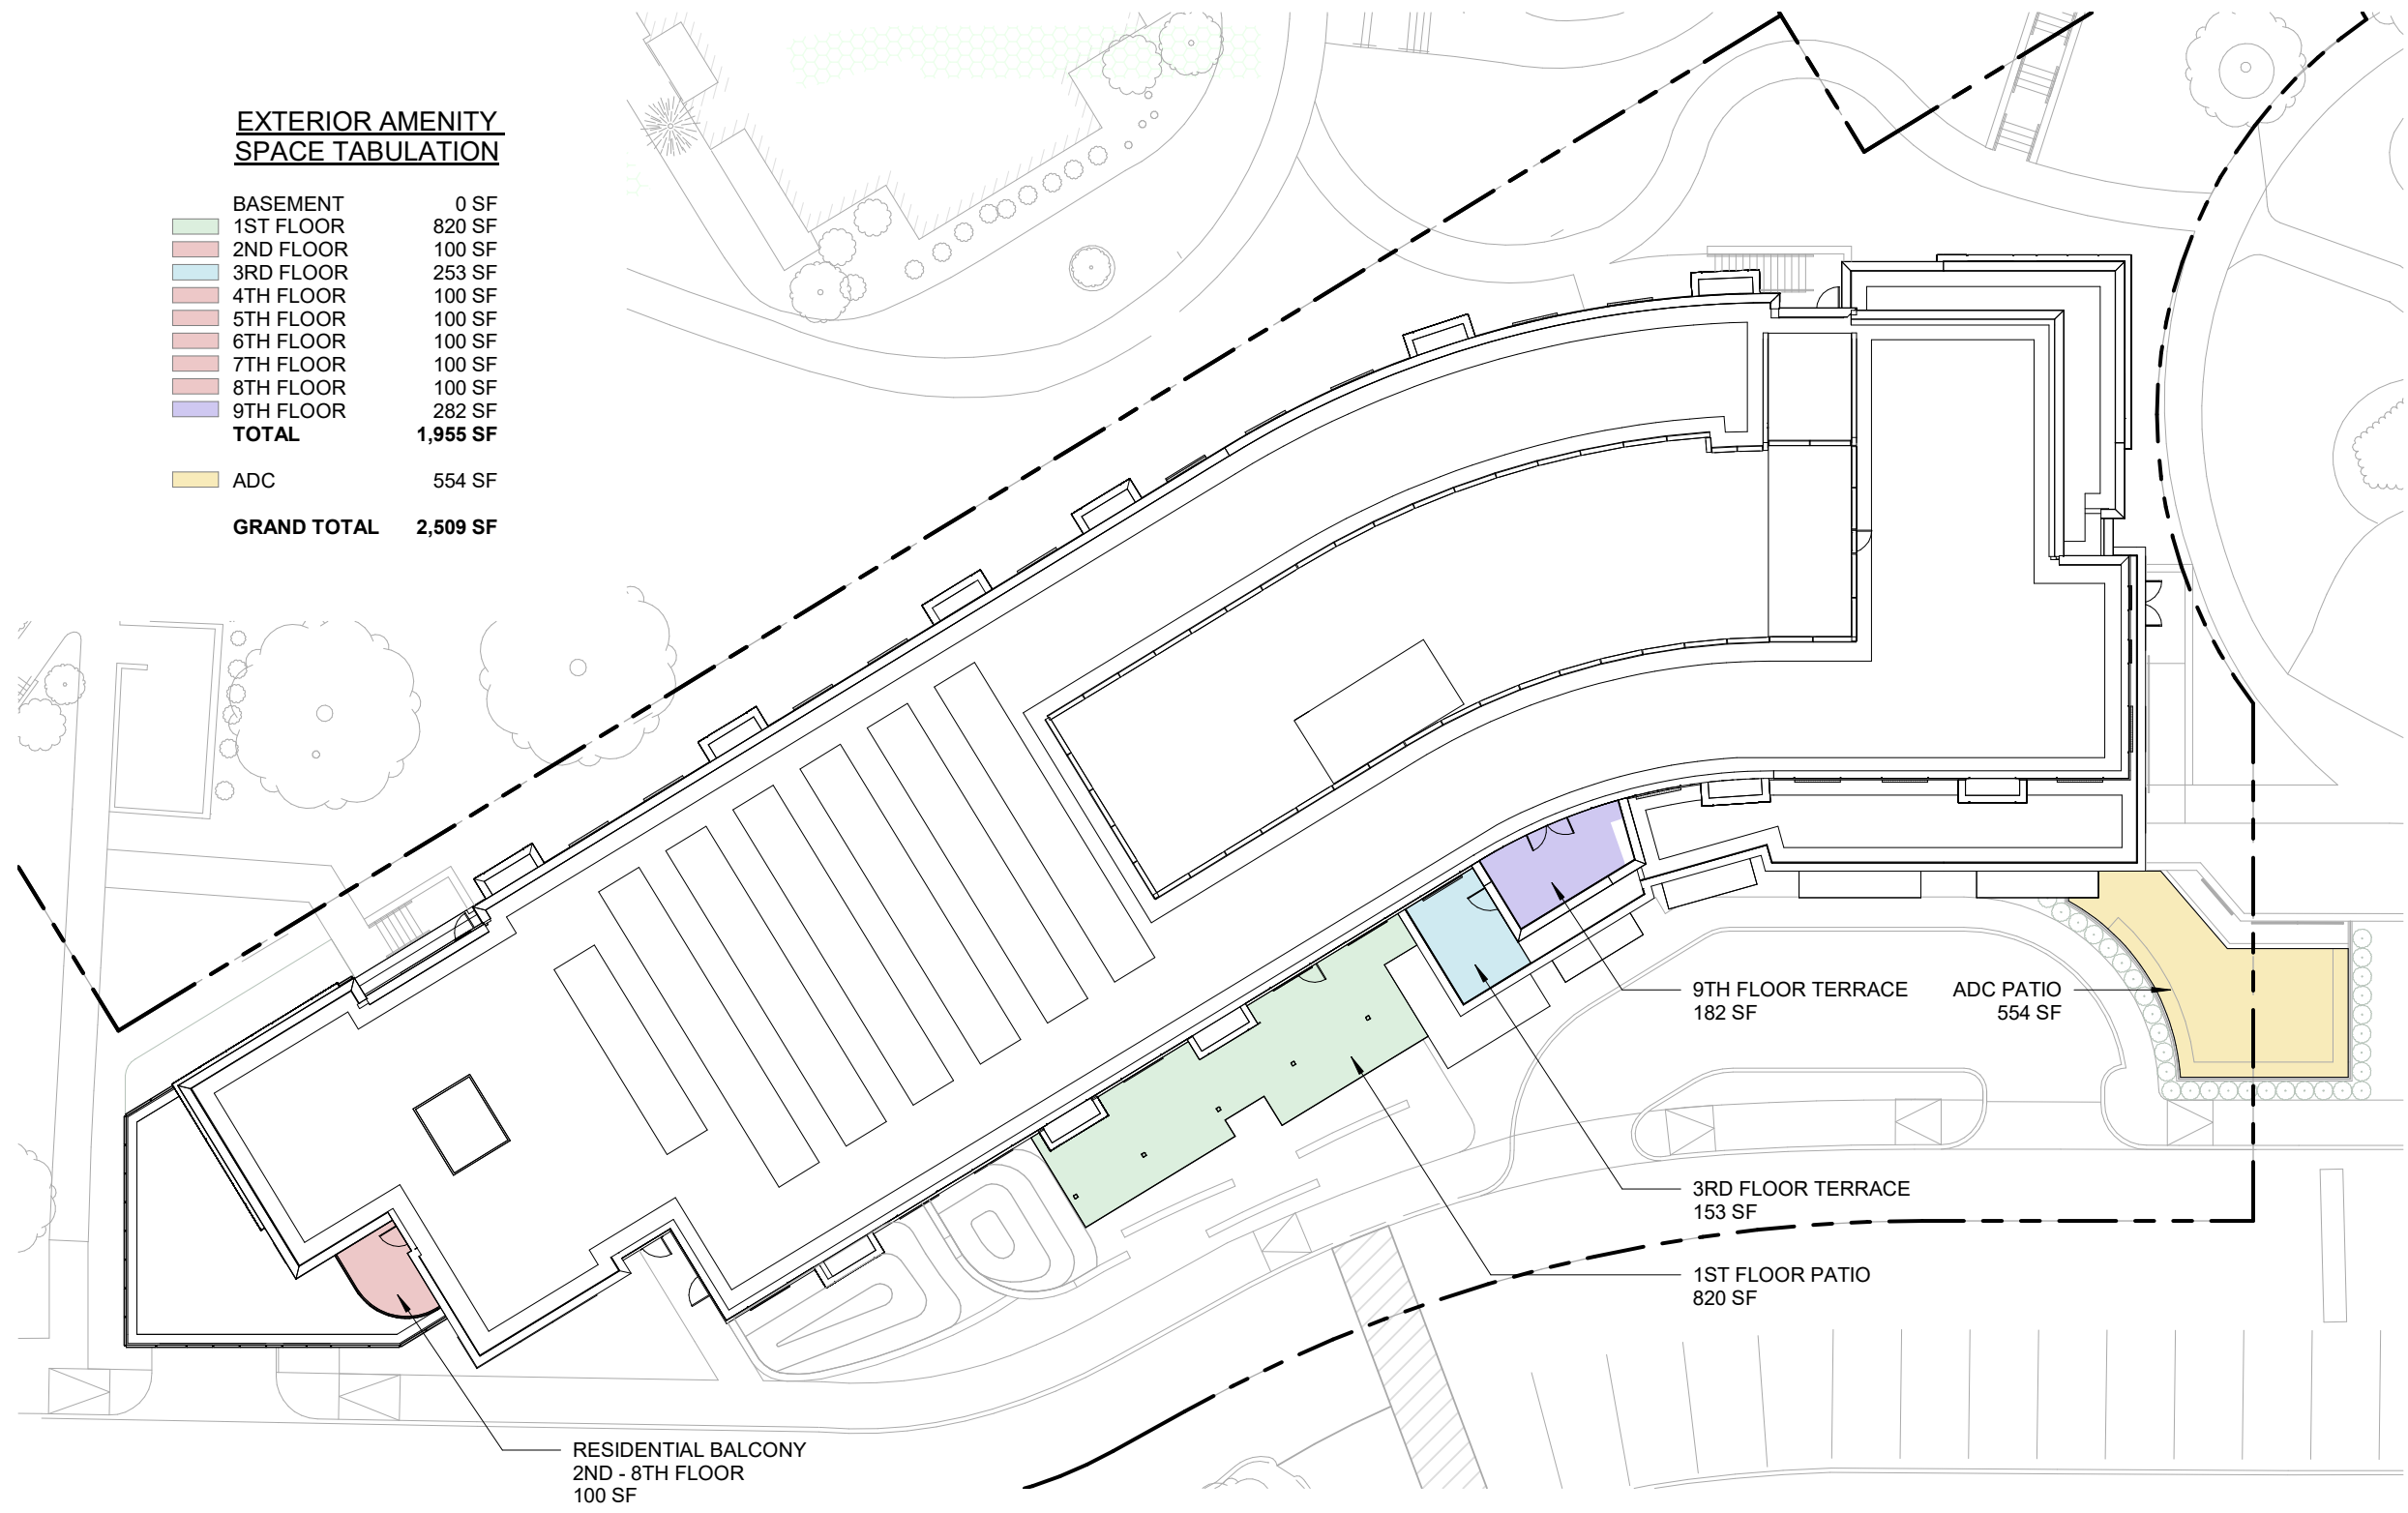 EXTERIOR AMENITY
SPACE TABULATION
BASEMENT 0 SF
1ST FLOOR 820 SF
2ND FLOOR 100 SF
3RD FLOOR 253 SF
4TH FLOOR 100 SF
5TH FLOOR 100 SF
6TH FLOOR 100 SF
7TH FLOOR 100 SF
8TH FLOOR 100 SF
9TH FLOOR 282 SF
TOTAL 1,955 SF
ADC 554 SF
GRAND TOTAL 2,509 SF
9TH FLOOR TERRACE
182 SF
ADC PATIO
554 SF
3RD FLOOR TERRACE
153 SF
1ST FLOOR PATIO
820 SF
RESIDENTIAL BALCONY
2ND - 8TH FLOOR
100 SF